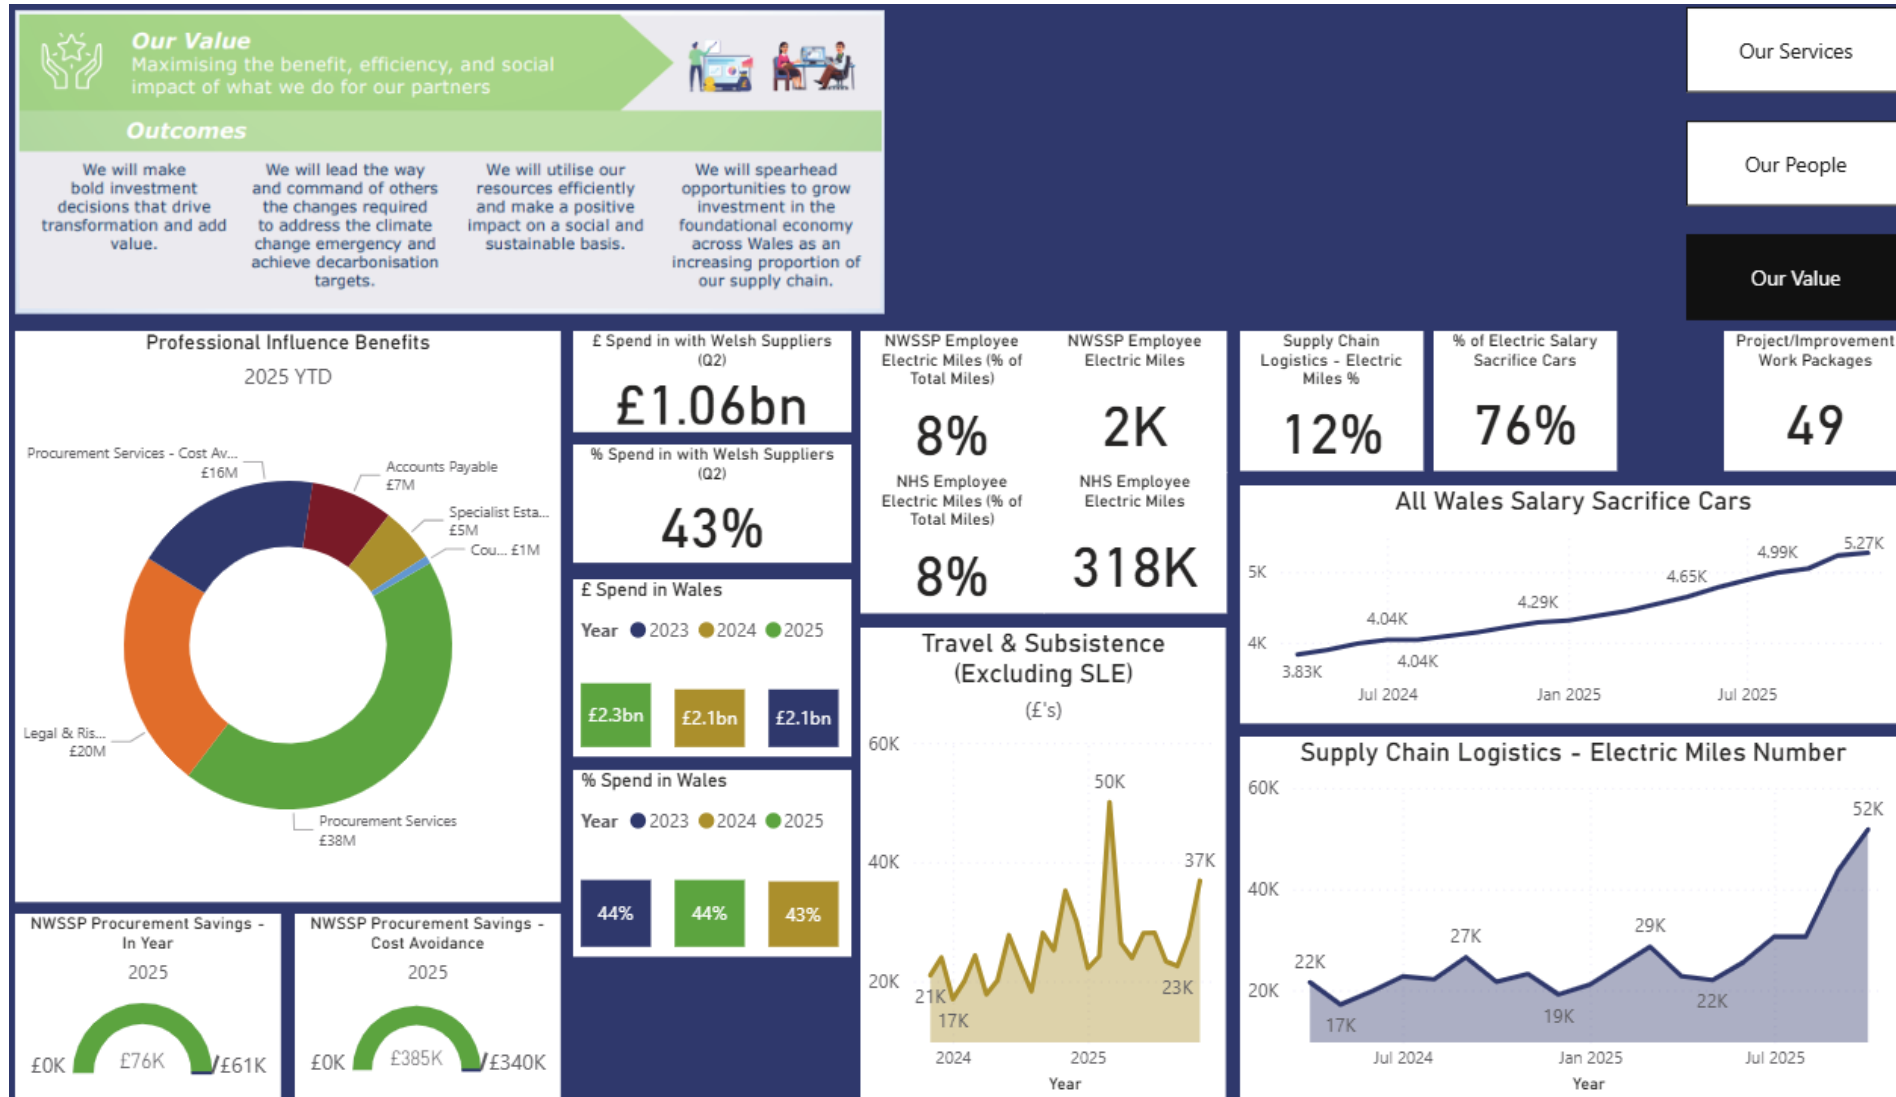 Our Value
Maximising the benefit, efficiency, and social
impact of what we do for our partners
Outcomes
We will make
bold investment
decisions that drive
transformation and add
value.
We will lead the way
and command of others
the changes required
to address the climate
change emergency and
achieve decarbonisation
targets.
We will utilise our
resources efficiently
and make a positive
impact on a social and
sustainable basis.
We will spearhead
opportunities to grow
investment in the
foundational economy
across Wales as an
increasing proportion of
our supply chain.
Our Services
Our People
Our Value
Professional Influence Benefits
2025 YTD
Procurement Services - Cost Av...
£16M
Accounts Payable
£7M
Specialist Esta...
£5M
Cou... £1M
Legal & Ris...
£20M
Procurement Services
£38M
NWSSP Procurement Savings -
In Year
2025
£0K
£76K
£61K
NWSSP Procurement Savings -
Cost Avoidance
2025
£0K
£385K
£340K
£ Spend in with Welsh Suppliers
(Q2)
£1.06bn
% Spend in with Welsh Suppliers
(Q2)
43%
£ Spend in Wales
Year 2023 2024 2025
£2.3bn
£2.1bn
£2.1bn
% Spend in Wales
Year 2023 2024 2025
44%
44%
43%
NWSSP Employee
Electric Miles (% of
Total Miles)
8%
NWSSP Employee
Electric Miles
2K
NHS Employee
Electric Miles (% of
Total Miles)
8%
NHS Employee
Electric Miles
318K
Travel & Subsistence
(Excluding SLE)
(£'s)
60K
50K
40K
37K
20K
21K
17K
23K
2024
2025
Year
Supply Chain
Logistics - Electric
Miles %
12%
% of Electric Salary
Sacrifice Cars
76%
Project/Improvement
Work Packages
49
All Wales Salary Sacrifice Cars
5K
4K
3.83K
4.04K
4.04K
4.29K
4.65K
4.99K
5.27K
Jul 2024
Jan 2025
Jul 2025
Supply Chain Logistics - Electric Miles Number
60K
40K
20K
22K
17K
27K
19K
29K
22K
52K
Jul 2024
Jan 2025
Jul 2025
Year